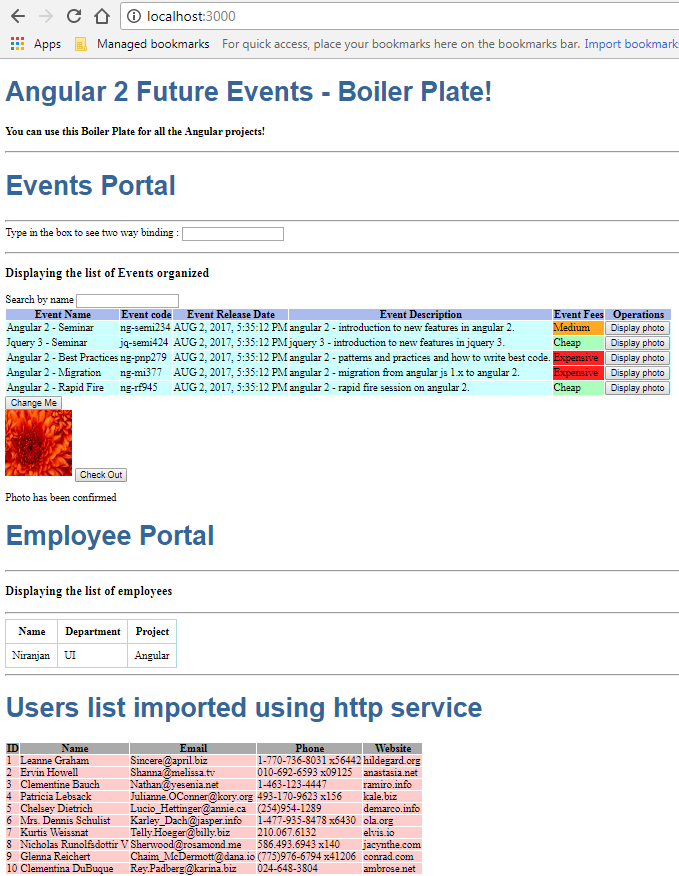 localhost:3000
Apps Managed bookmarks For quick access, place your bookmarks here on the bookmarks bar. Import bookmark
Angular 2 Future Events - Boiler Plate!
You can use this Boiler Plate for all the Angular projects!
Events Portal
Type in the box to see two way binding :
Displaying the list of Events organized
Search by name
Event Name Event code Event Release Date Event Description Event Fees Operations
Angular 2 - Seminar ng-semi234 AUG 2, 2017, 5:35:12 PM angular 2 - introduction to new features in angular 2. Medium Display photo
Jquery 3 - Seminar jq-semi424 AUG 2, 2017, 5:35:12 PM jquery 3 - introduction to new features in jquery 3. Cheap Display photo
Angular 2 - Best Practices ng-pnp279 AUG 2, 2017, 5:35:12 PM angular 2 - patterns and practices and how to write best code. Expensive Display photo
Angular 2 - Migration ng-mi377 AUG 2, 2017, 5:35:12 PM angular 2 - migration from angular js 1.x to angular 2. Expensive Display photo
Angular 2 - Rapid Fire ng-rf945 AUG 2, 2017, 5:35:12 PM angular 2 - rapid fire session on angular 2. Cheap Display photo
Change Me
Check Out
Photo has been confirmed
Employee Portal
Displaying the list of employees
Name Department Project
Niranjan UI Angular
Users list imported using http service
ID Name Email Phone Website
1 Leanne Graham Sincere@april.biz 1-770-736-8031 x56442 hildegard.org
2 Ervin Howell Shanna@melissa.tv 010-692-6593 x09125 anastasia.net
3 Clementine Bauch Nathan@yesenia.net 1-463-123-4447 ramiro.info
4 Patricia Lebsack Julianne.OConner@kory.org 493-170-9623 x156 kale.biz
5 Chelsey Dietrich Lucio_Hettinger@annie.ca (254)954-1289 demarco.info
6 Mrs. Dennis Schulist Karley_Dach@jasper.info 1-477-935-8478 x6430 ola.org
7 Kurtis Weissnat Telly.Hoeger@billy.biz 210.067.6132 elvis.io
8 Nicholas Runolfsdottir V Sherwood@rosamond.me 586.493.6943 x140 jacynthe.com
9 Glenna Reichert Chaim_McDermott@dana.io (775)976-6794 x41206 conrad.com
10 Clementina DuBuque Rey.Padberg@karina.biz 024-648-3804 ambrose.net